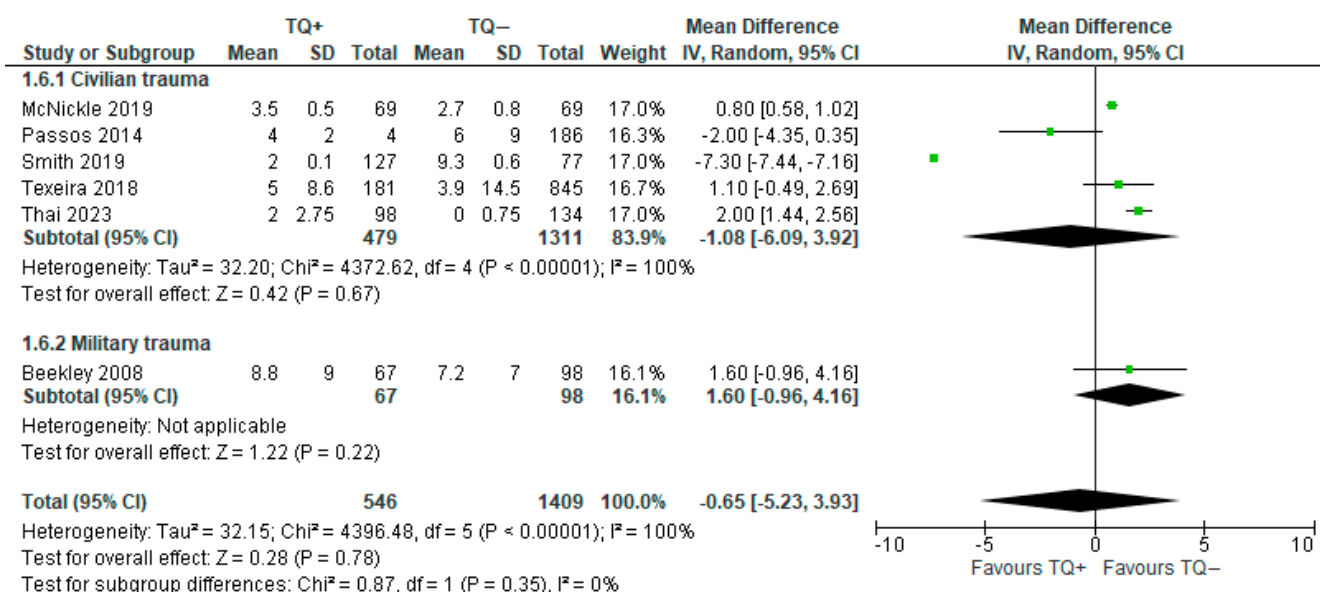 TQ+ TQ− Mean Difference Mean Difference
Study or Subgroup Mean SD Total Mean SD Total Weight IV, Random, 95% CI IV, Random, 95% CI
1.6.1 Civilian trauma
McNickle 2019 3.5 0.5 69 2.7 0.8 69 17.0% 0.80 [0.58, 1.02]
Passos 2014 4 2 4 6 9 186 16.3% -2.00 [-4.35, 0.35]
Smith 2019 2 0.1 127 9.3 0.6 77 17.0% -7.30 [-7.44, -7.16]
Texeira 2018 5 8.6 181 3.9 14.5 845 16.7% 1.10 [-0.49, 2.69]
Thai 2023 2 2.75 98 0 0.75 134 17.0% 2.00 [1.44, 2.56]
Subtotal (95% CI) 479 1311 83.9% -1.08 [-6.09, 3.92]
Heterogeneity: Tau² = 32.20; Chi² = 4372.62, df = 4 (P < 0.00001); I² = 100%
Test for overall effect: Z = 0.42 (P = 0.67)
1.6.2 Military trauma
Beekley 2008 8.8 9 67 7.2 7 98 16.1% 1.60 [-0.96, 4.16]
Subtotal (95% CI) 67 98 16.1% 1.60 [-0.96, 4.16]
Heterogeneity: Not applicable
Test for overall effect: Z = 1.22 (P = 0.22)
Total (95% CI) 546 1409 100.0% -0.65 [-5.23, 3.93]
Heterogeneity: Tau² = 32.15; Chi² = 4396.48, df = 5 (P < 0.00001); I² = 100%
Test for overall effect: Z = 0.28 (P = 0.78)
Test for subgroup differences: Chi² = 0.87, df = 1 (P = 0.35), I² = 0%
-10 -5 0 5 10
Favours TQ+ Favours TQ−